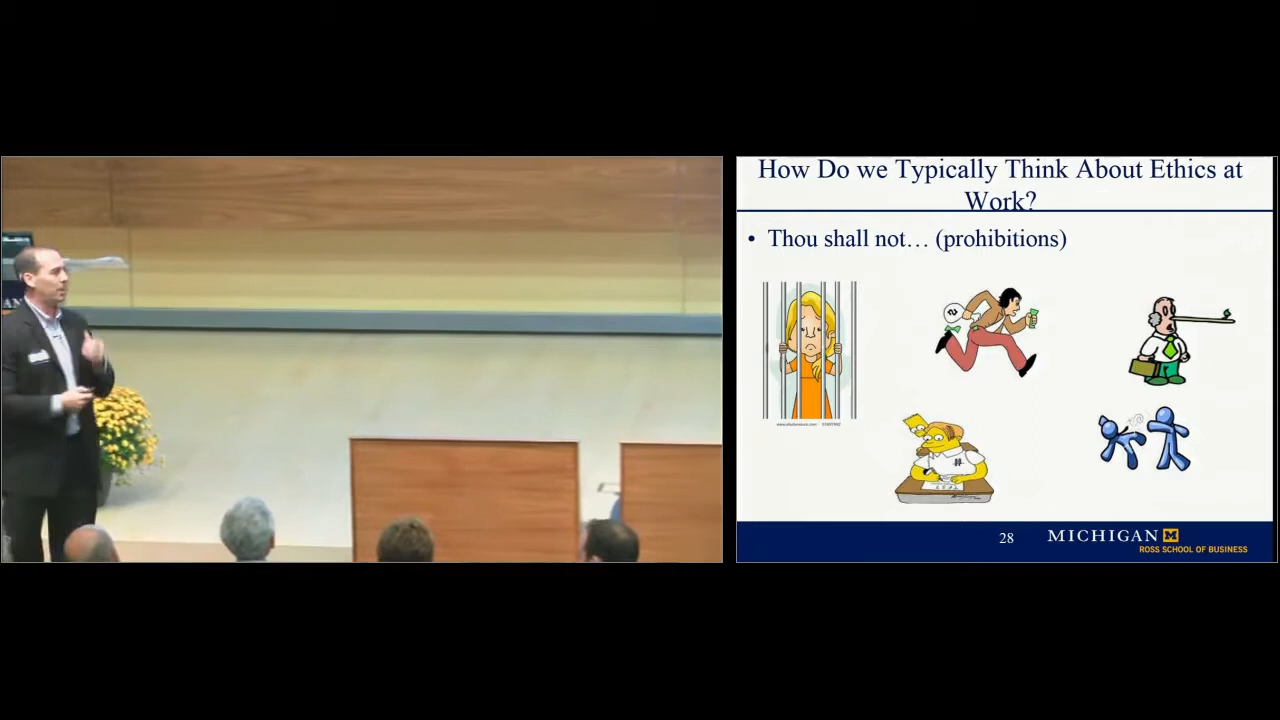 How Do we Typically Think About Ethics at
Work?
• Thou shall not… (prohibitions)
28
MICHIGAN
ROSS SCHOOL OF BUSINESS